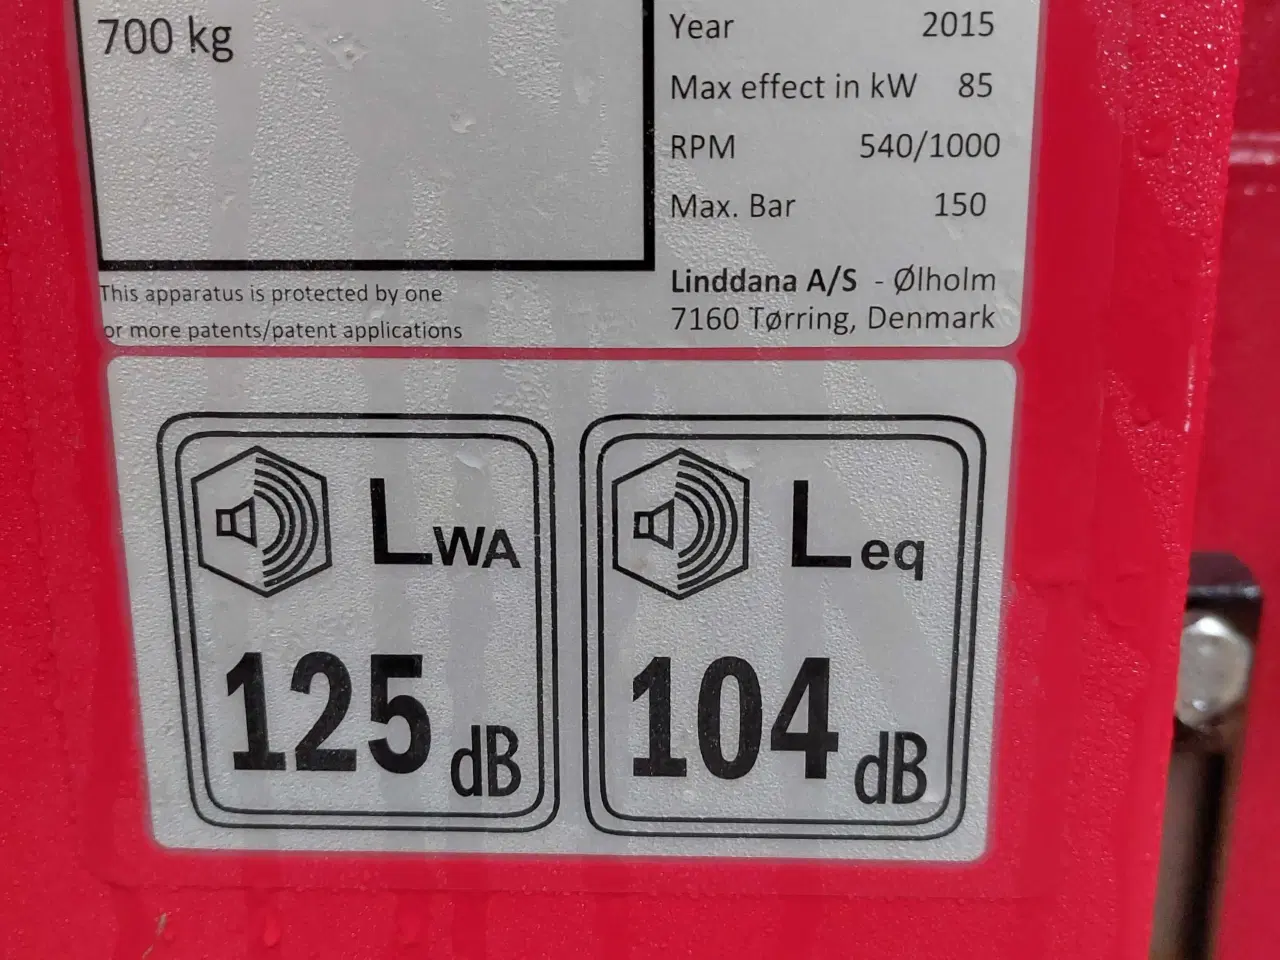 700 kg
Year 2015
Max effect in kW 85
RPM 540/1000
Max. Bar 150
Linddana A/S - Ølholm
7160 Tørring, Denmark
This apparatus is protected by one
or more patents/patent applications
LWA
125 dB
Leq
104 dB